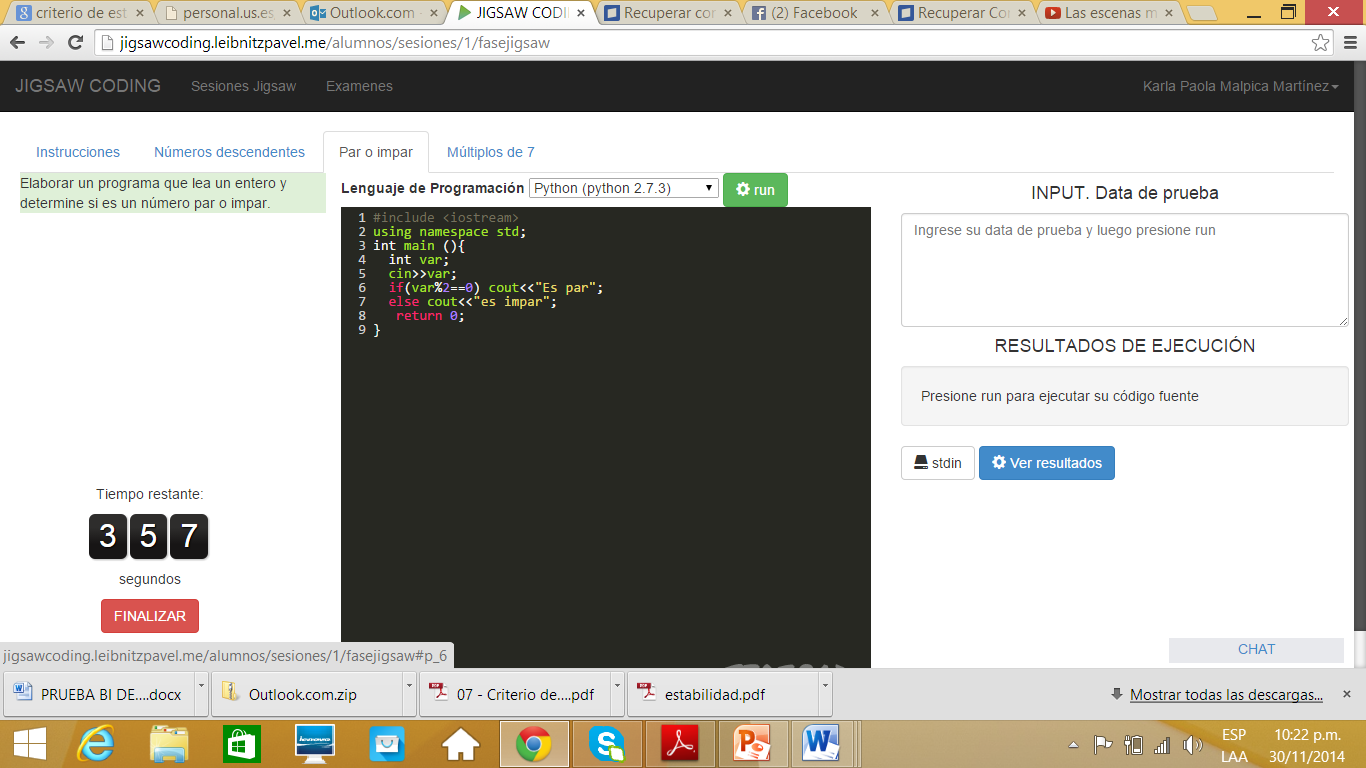 criterio de est
personal.us.es
Outlook.com -
JIGSAW CODI
Recuperar con
(2) Facebook
Recuperar Co
Las escenas m
jigsawcoding.leibnitzpavel.me/alumnos/sesiones/1/fasejigsaw
JIGSAW CODING Sesiones Jigsaw Examenes Karla Paola Malpica Martínez
Instrucciones Números descendentes Par o impar Múltiplos de 7
Elaborar un programa que lea un entero y
determine si es un número par o impar.
Lenguaje de Programación Python (python 2.7.3) run
1 #include <iostream>
2 using namespace std;
3 int main (){
4 int var;
5 cin>>var;
6 if(var%2==0) cout<<"Es par";
7 else cout<<"es impar";
8 return 0;
9 }
INPUT. Data de prueba
Ingrese su data de prueba y luego presione run
RESULTADOS DE EJECUCIÓN
Presione run para ejecutar su código fuente
stdin Ver resultados
Tiempo restante:
3 5 7
segundos
FINALIZAR
CHAT
jigsawcoding.leibnitzpavel.me/alumnos/sesiones/1/fasejigsaw#p_6
PRUEBA BI DE....docx
Outlook.com.zip
07 - Criterio de....pdf
estabilidad.pdf
Mostrar todas las descargas...
ESP
LAA
10:22 p.m.
30/11/2014